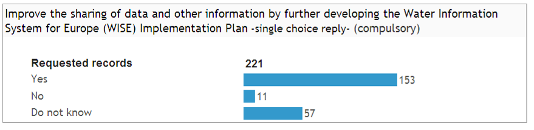 Improve the sharing of data and other information by further developing the Water Information
System for Europe (WISE) Implementation Plan -single choice reply- (compulsory)
Requested records 221
Yes 153
No 11
Do not know 57